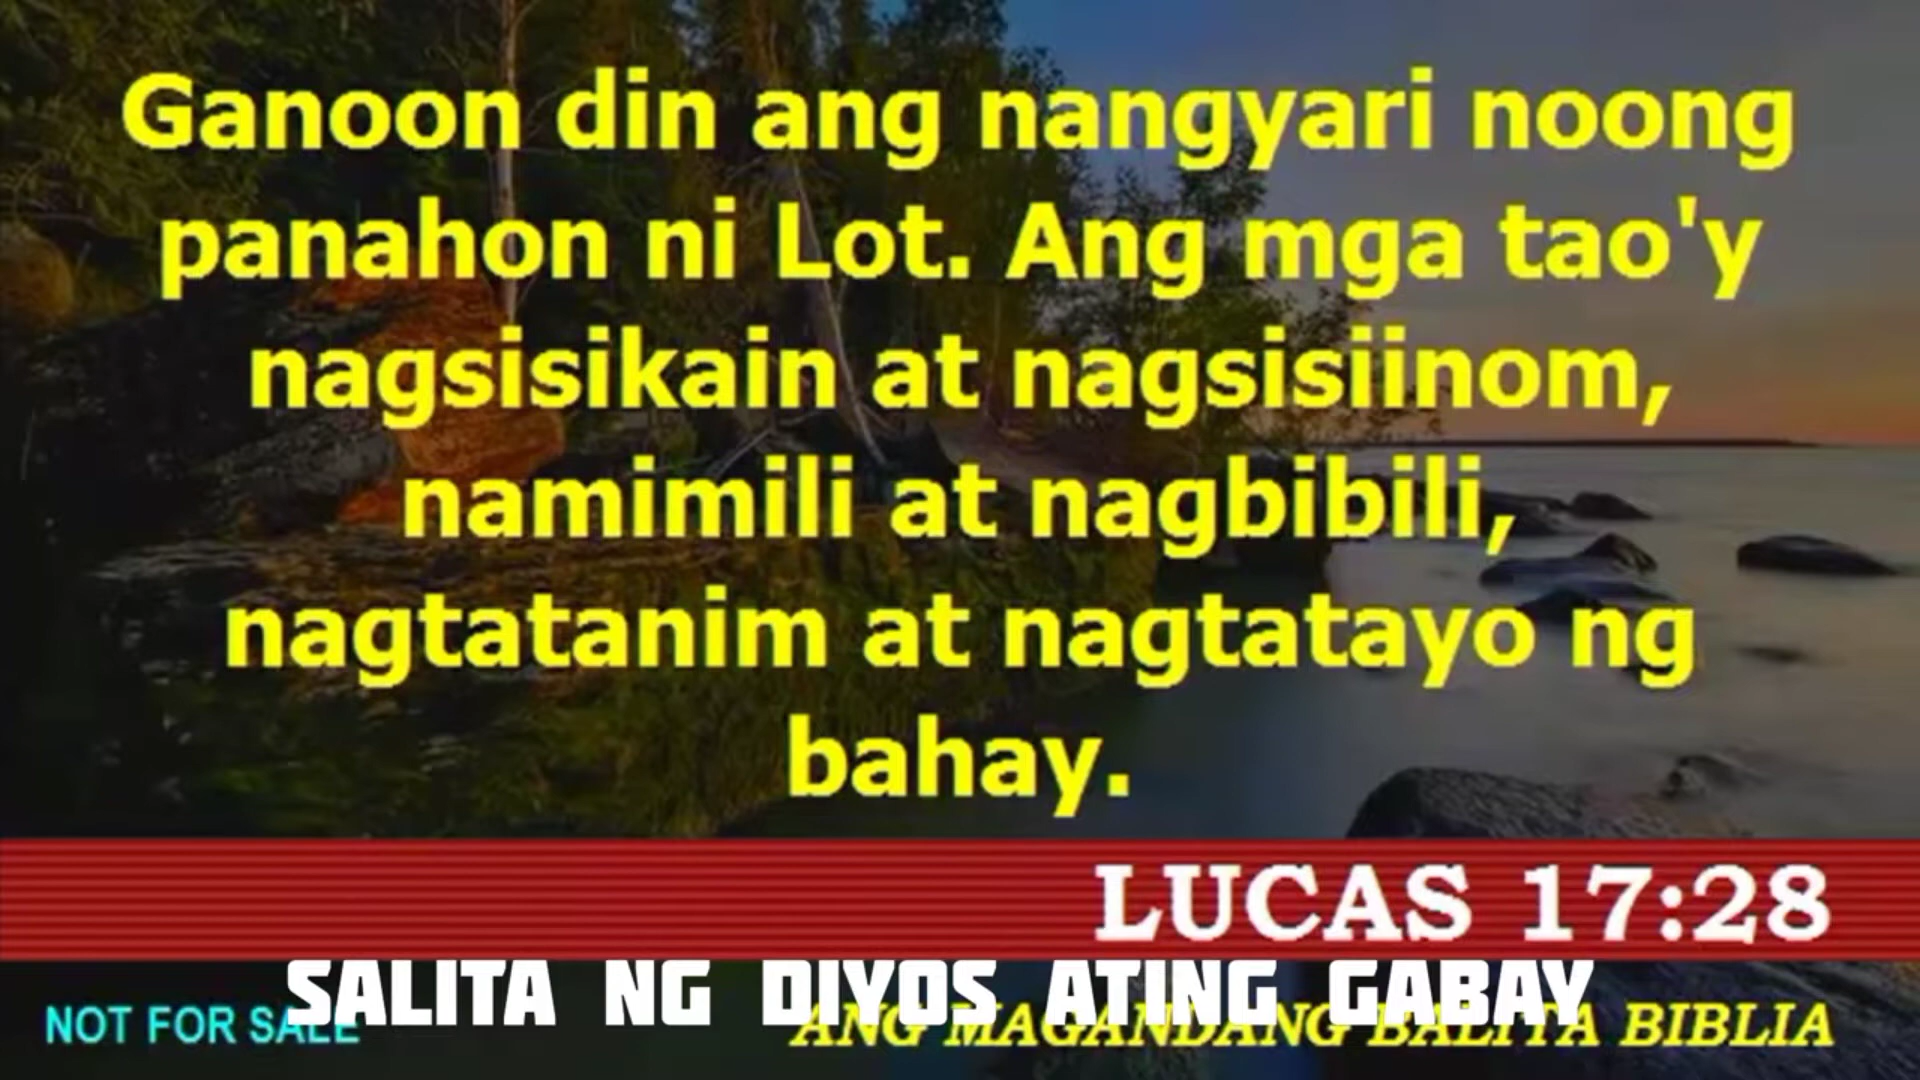 Ganoon din ang nangyari noong
panahon ni Lot. Ang mga tao'y
nagsisikain at nagsisiinom,
namimili at nagbibili,
nagtatanim at nagtatayo ng
bahay.
LUCAS 17:28
SALITA NG DIYOS ATING GABAY
NOT FOR SALE
ANG MAGANDANG BALITA BIBLIA